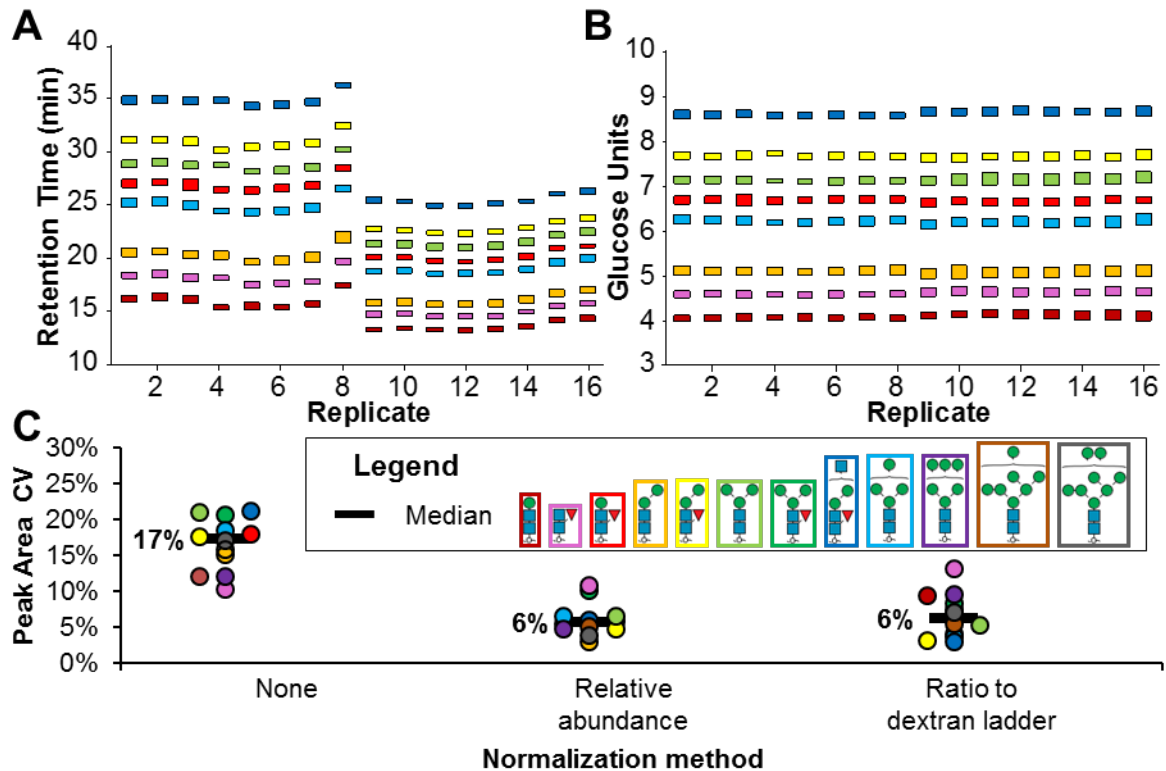 A
Retention Time (min)
40
35
30
25
20
15
10
2 4 6 8 10 12 14 16
Replicate
B
Glucose Units
10
9
8
7
6
5
4
3
2 4 6 8 10 12 14 16
Replicate
C
Peak Area CV
30%
25%
20%
15%
10%
5%
0%
17%
6%
6%
Legend
Median
None
Relative
abundance
Ratio to
dextran ladder
Normalization method